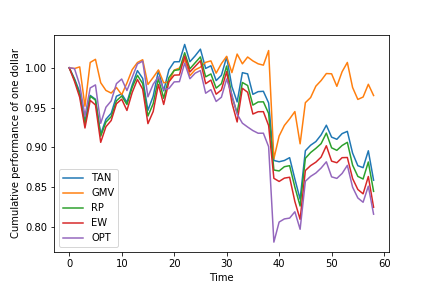 Cumulative performance of one dollar
1.00
0.95
0.90
0.85
0.80
TAN
GMV
RP
EW
OPT
0 10 20 30 40 50 60
Time